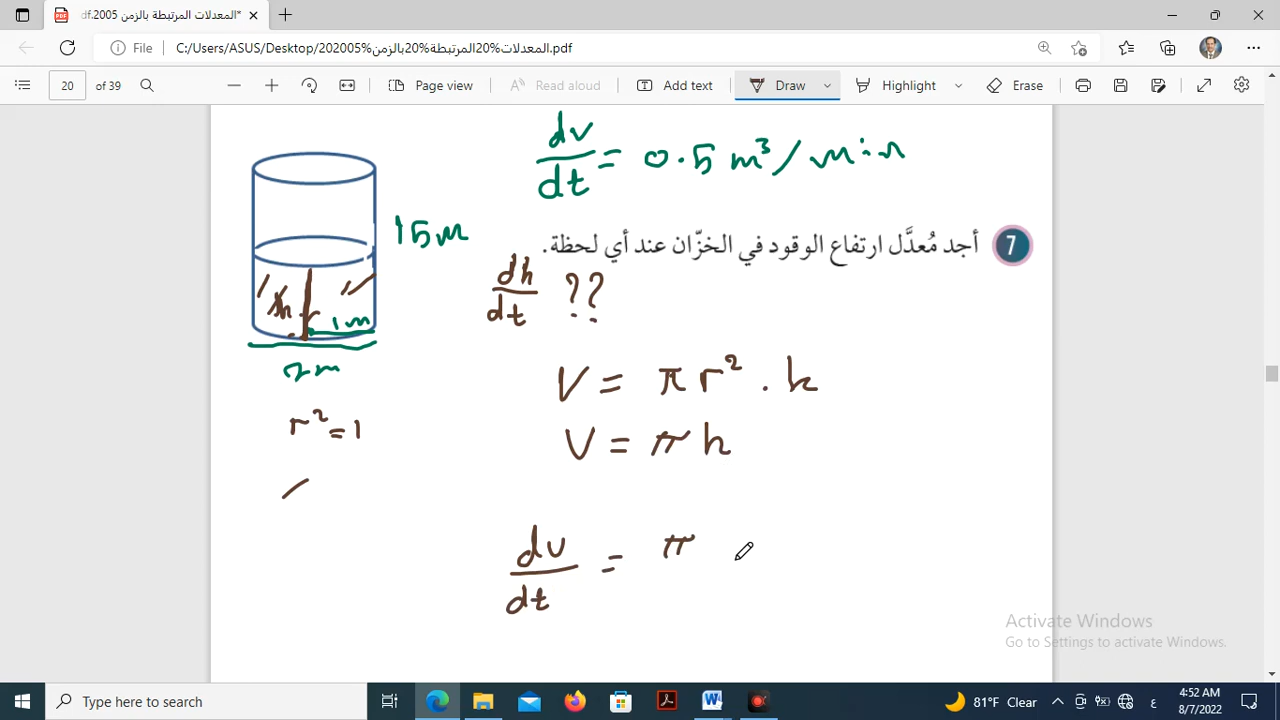 المعدلات المرتبطة بالزمن 2005.pdf*
File
C:/Users/ASUS/Desktop/202005%المعدلات%20المرتبطة%20بالزمن.pdf
20 of 39
Page view
Read aloud
Add text
Draw
Highlight
Erase
dv/dt = 0.5 m³/min
15m
7 أجد مُعدَّل ارتفاع الوقود في الخزّان عند أي لحظة.
dh/dt ??
h
1m
2m
V = πr² . h
r² = 1
V = πh
dv/dt = π
Activate Windows
Go to Settings to activate Windows.
Type here to search
81°F Clear
ع
4:52 AM
8/7/2022